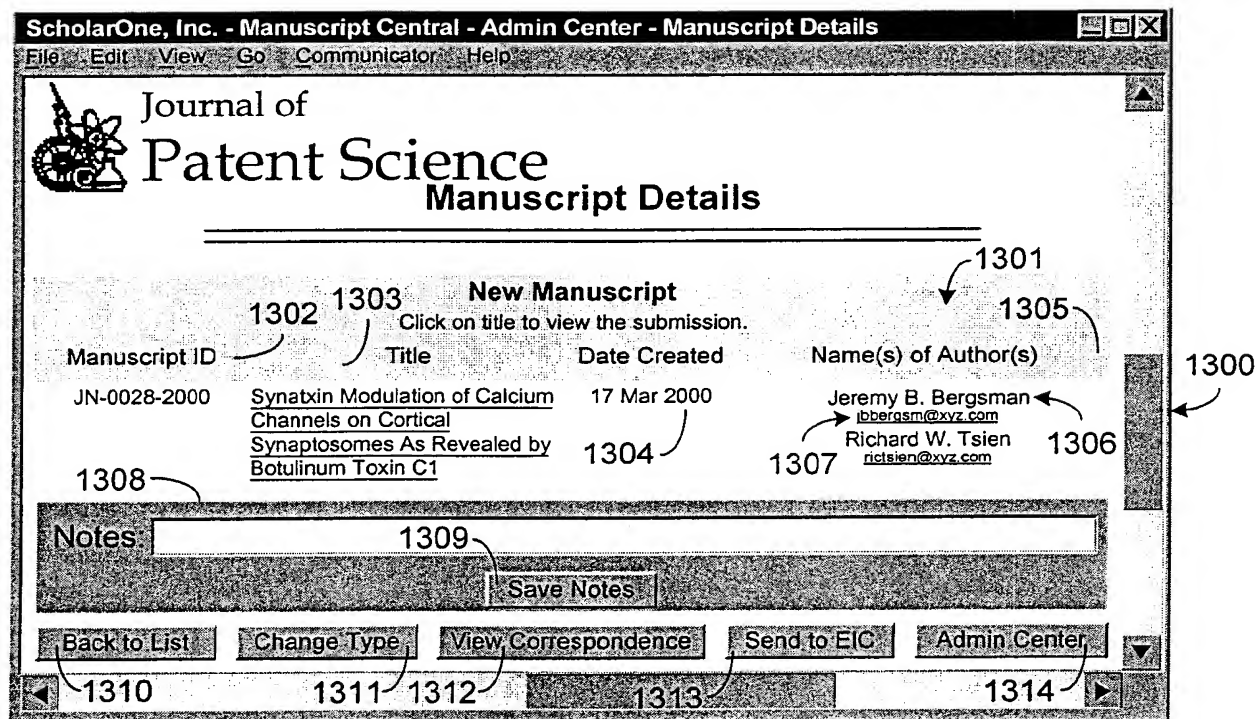 ScholarOne, Inc. - Manuscript Central - Admin Center - Manuscript Details
File Edit View Go Communicator Help
Journal of
Patent Science
Manuscript Details
1301
1302 1303 New Manuscript 1305
Click on title to view the submission.
Manuscript ID Title Date Created Name(s) of Author(s)
1300
JN-0028-2000 Synatxin Modulation of Calcium 17 Mar 2000 Jeremy B. Bergsman
Channels on Cortical jbbergsm@xyz.com
Synaptosomes As Revealed by 1304 Richard W. Tsien 1306
Botulinum Toxin C1 1307 rictsien@xyz.com
1308
Notes 1309
Save Notes
Back to List Change Type View Correspondence Send to EIC Admin Center
1310 1311 1312 1313 1314